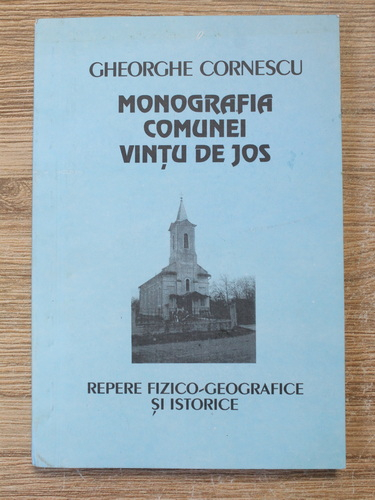 GHEORGHE CORNESCU
MONOGRAFIA
COMUNEI
VINȚU DE JOS
REPERE FIZICO-GEOGRAFICE
ȘI ISTORICE